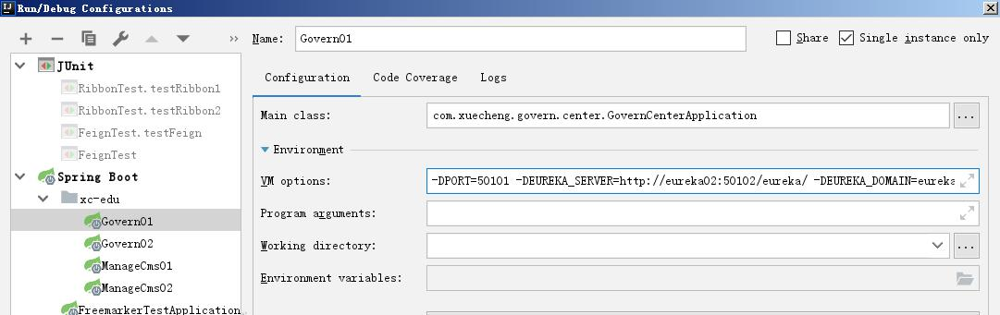 Run/Debug Configurations
Name: Govern01 Share Single instance only
JUnit
RibbonTest.testRibbon1
RibbonTest.testRibbon2
FeignTest.testFeign
FeignTest
Spring Boot
xc-edu
Govern01
Govern02
ManageCms01
ManageCms02
FreemarkerTestApplication
Configuration Code Coverage Logs
Main class: com.xuecheng.govern.center.GovernCenterApplication ...
Environment
VM options: -DPORT=50101 -DEUREKA_SERVER=http://eureka02:50102/eureka/ -DEUREKA_DOMAIN=eureka
Program arguments:
Working directory: ...
Environment variables: